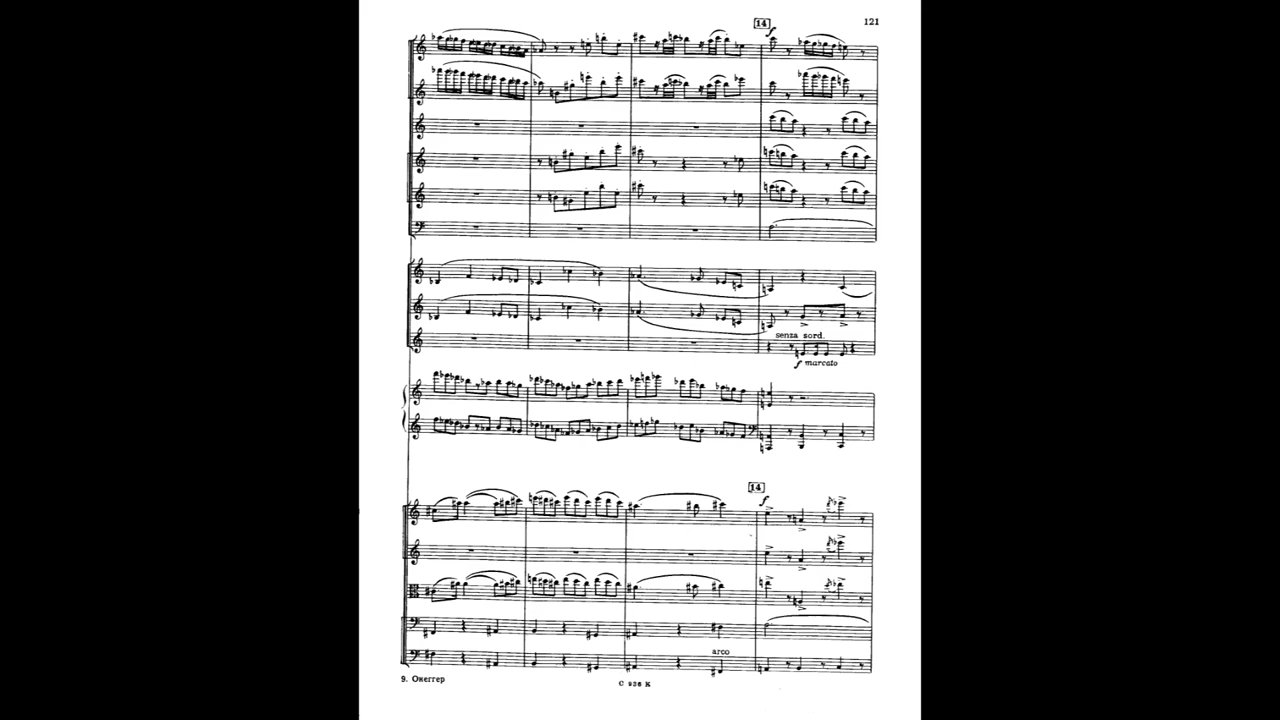 14
121
f
senza sord.
f marcato
14
f
arco
9. Онеггер
С 936 К